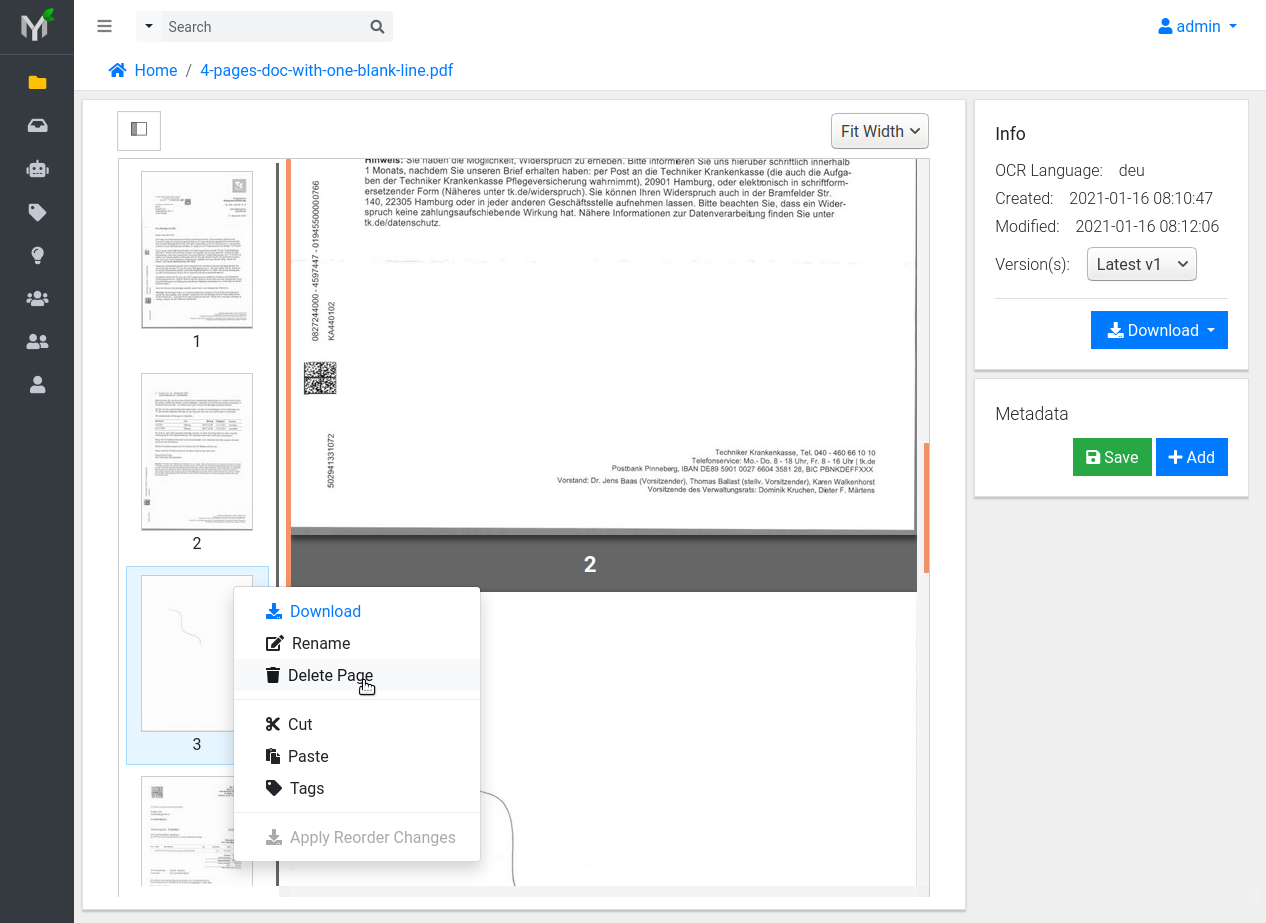 Search
admin
Home / 4-pages-doc-with-one-blank-line.pdf
Fit Width
1
2
3
Hinweis: Sie haben die Möglichkeit, Widerspruch zu erheben. Bitte informieren Sie uns hierüber schriftlich innerhalb
1 Monats, nachdem Sie unseren Brief erhalten haben: per Post an die Techniker Krankenkasse (die auch die Aufga-
ben der Techniker Krankenkasse Pflegeversicherung wahrnimmt), 20901 Hamburg, oder elektronisch in schriftform-
ersetzender Form (Näheres unter tk.de/widerspruch). Sie können Ihren Widerspruch auch in der Bramfelder Str.
140, 22305 Hamburg oder in jeder anderen Geschäftsstelle aufnehmen lassen. Bitte beachten Sie, dass ein Wider-
spruch keine zahlungsaufschiebende Wirkung hat. Nähere Informationen zur Datenverarbeitung finden Sie unter
tk.de/datenschutz.
0827244000 - 4597447 - 01945500000766
KA440102
502941331072
Techniker Krankenkasse, Tel. 040 - 460 66 10 10
Telefonservice: Mo.- Do. 8 - 18 Uhr, Fr. 8 - 16 Uhr | tk.de
Postbank Pinneberg, IBAN DE89 5901 0027 6604 3581 28, BIC PBNKDEFFXXX
Vorstand: Dr. Jens Baas (Vorsitzender), Thomas Ballast (stellv. Vorsitzender), Karen Walkenhorst
Vorsitzende des Verwaltungsrats: Dominik Kruchen, Dieter F. Märtens
2
Download
Rename
Delete Page
Cut
Paste
Tags
Apply Reorder Changes
Info
OCR Language: deu
Created: 2021-01-16 08:10:47
Modified: 2021-01-16 08:12:06
Version(s): Latest v1
Download
Metadata
Save
Add